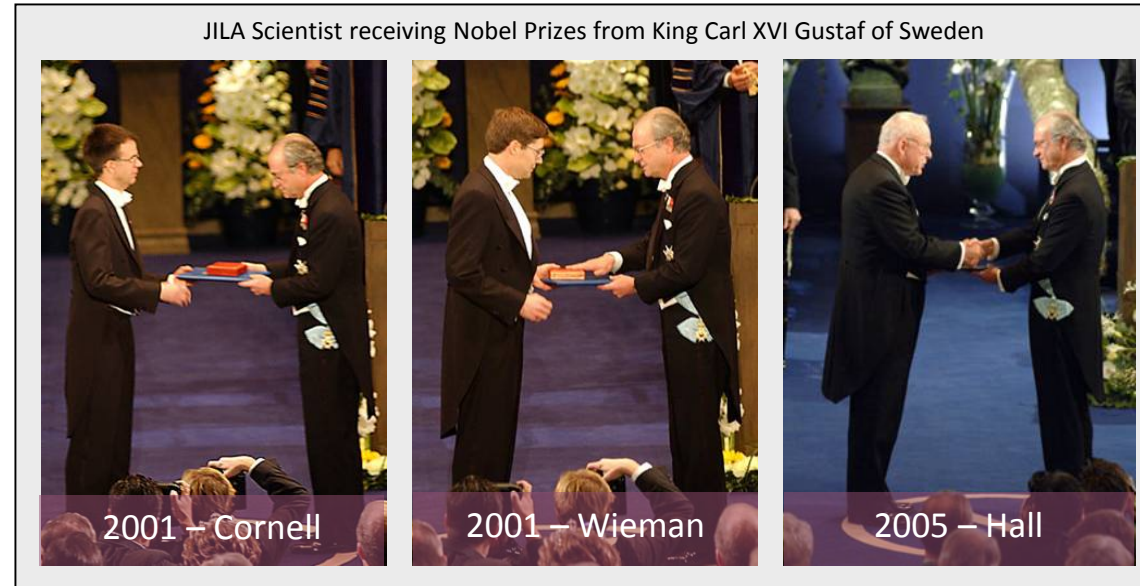 JILA Scientist receiving Nobel Prizes from King Carl XVI Gustaf of Sweden
2001 – Cornell
2001 – Wieman
2005 – Hall